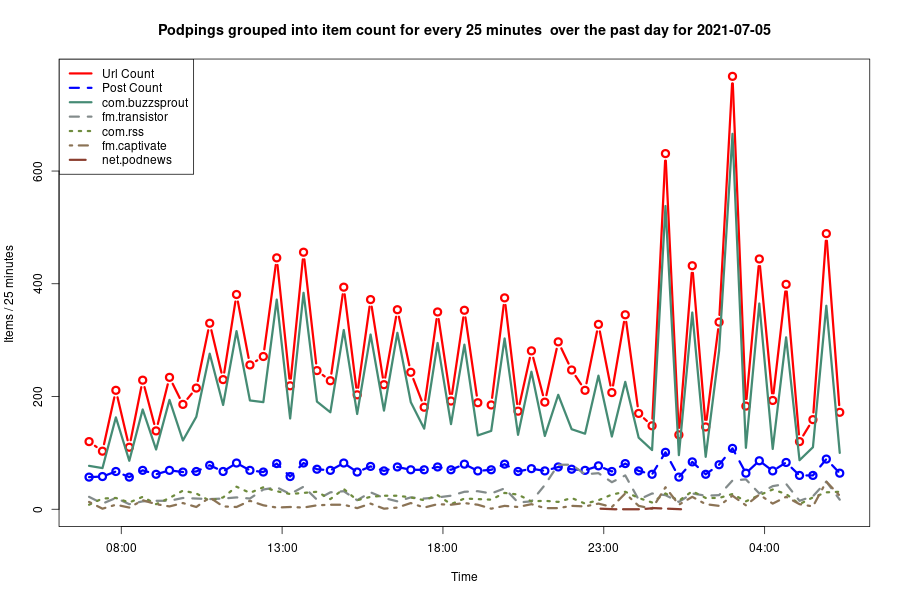 Podpings grouped into item count for every 25 minutes  over the past day for 2021-07-05
Url Count
Post Count
com.buzzsprout
fm.transistor
com.rss
fm.captivate
net.podnews
Items / 25 minutes
600
400
200
0
08:00 13:00 18:00 23:00 04:00
Time